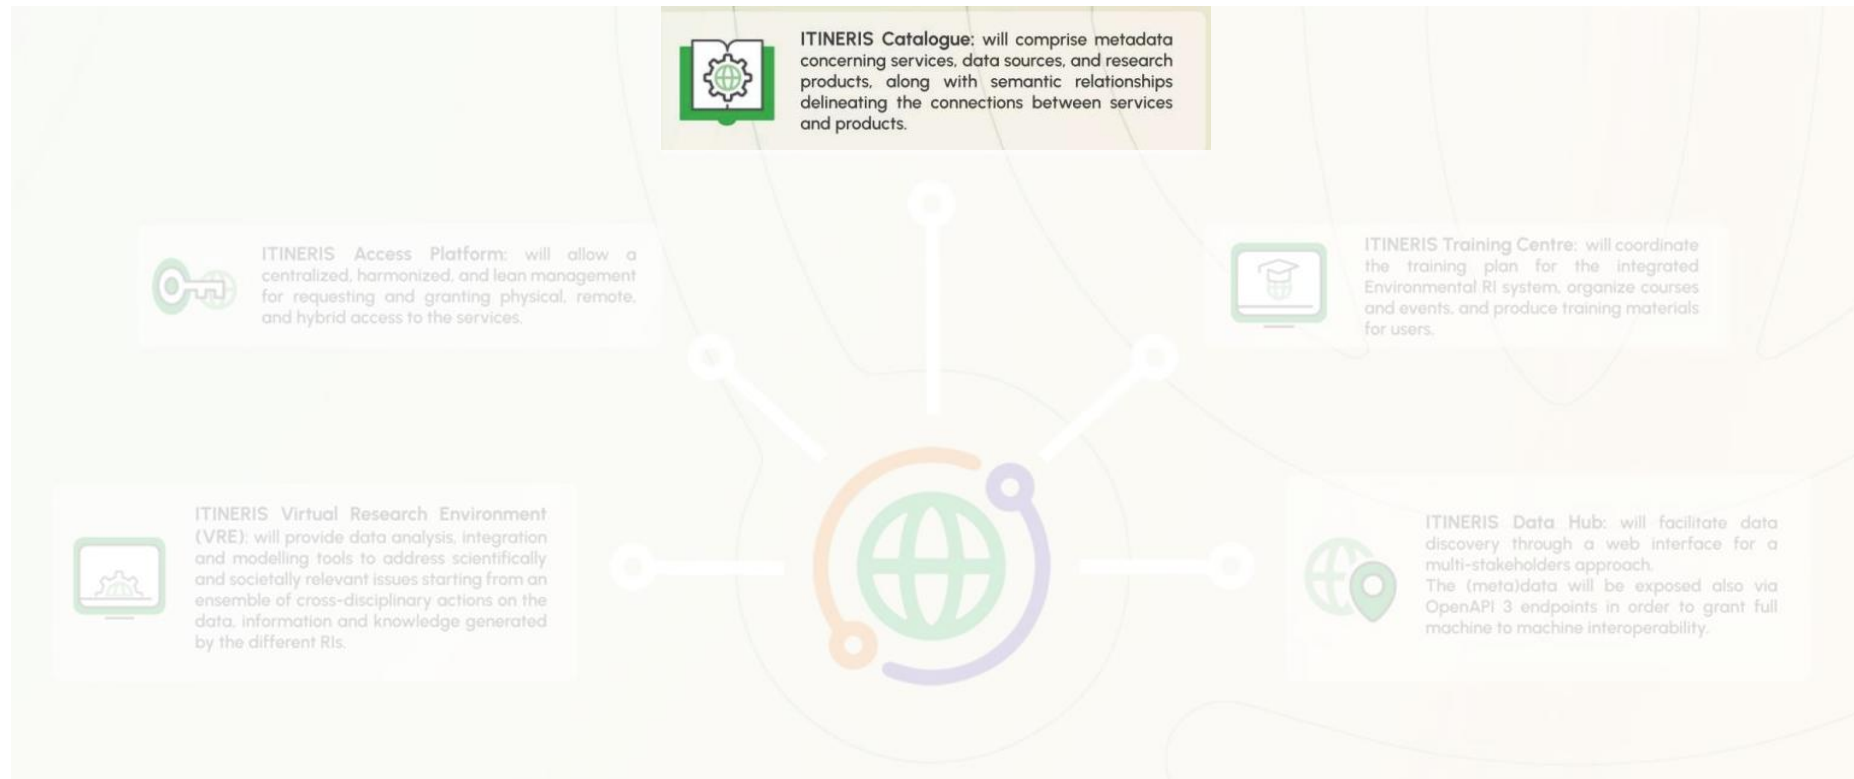 ITINERIS Catalogue: will comprise metadata
concerning services, data sources, and research
products, along with semantic relationships
delineating the connections between services
and products.
ITINERIS Access Platform: will allow a
centralized, harmonized, and lean management
for requesting and granting physical, remote,
and hybrid access to the services.
ITINERIS Training Centre: will coordinate
the training plan for the integrated
Environmental RI system, organize courses
and events, and produce training materials
for users.
ITINERIS Virtual Research Environment
(VRE): will provide data analysis, integration
and modelling tools to address scientifically
and societally relevant issues starting from an
ensemble of cross-disciplinary actions on the
data, information and knowledge generated
by the different RIs.
ITINERIS Data Hub: will facilitate data
discovery through a web interface for a
multi-stakeholders approach.
The (meta)data will be exposed also via
OpenAPI 3 endpoints in order to grant full
machine to machine interoperability.